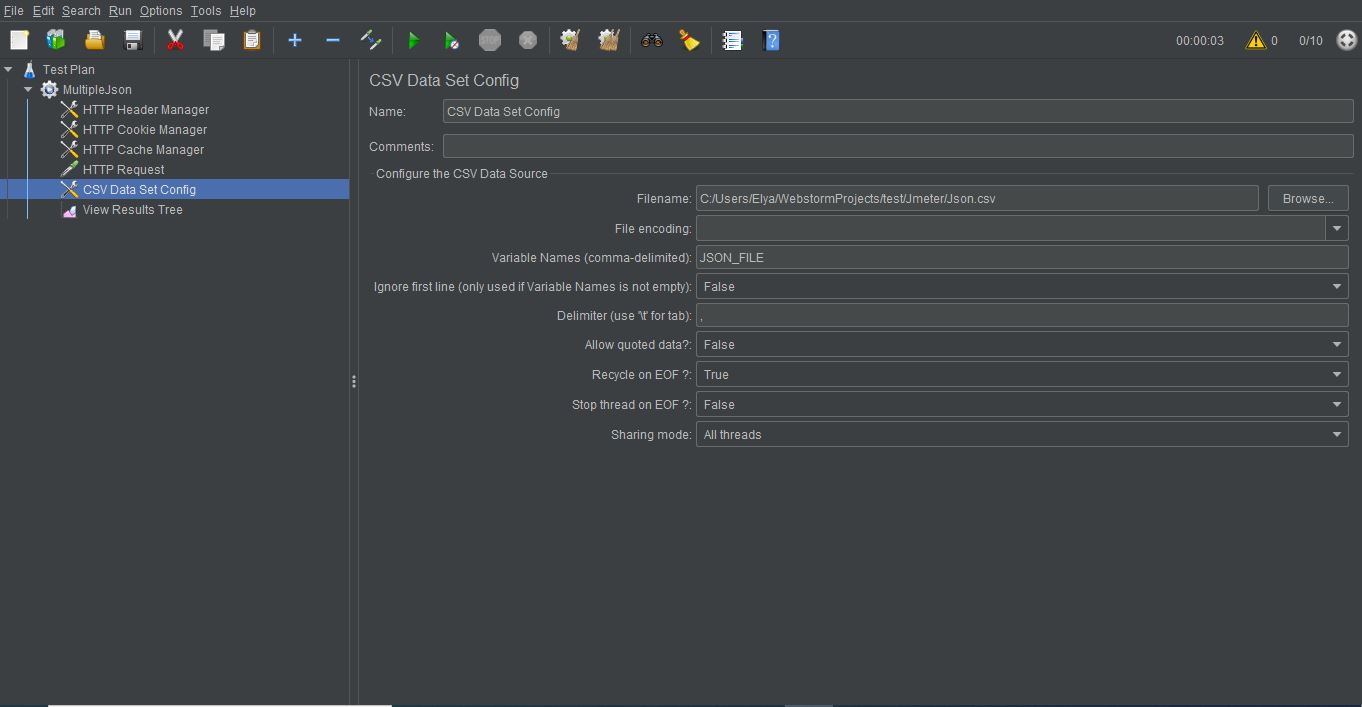 File Edit Search Run Options Tools Help
STOP 00:00:03 0 0/10
Test Plan
MultipleJson
HTTP Header Manager
HTTP Cookie Manager
HTTP Cache Manager
HTTP Request
CSV Data Set Config
View Results Tree
CSV Data Set Config
Name: CSV Data Set Config
Comments:
Configure the CSV Data Source
Filename: C:/Users/Elya/WebstormProjects/test/Jmeter/Json.csv Browse...
File encoding:
Variable Names (comma-delimited): JSON_FILE
Ignore first line (only used if Variable Names is not empty): False
Delimiter (use '\t' for tab): ,
Allow quoted data?: False
Recycle on EOF ?: True
Stop thread on EOF ?: False
Sharing mode: All threads